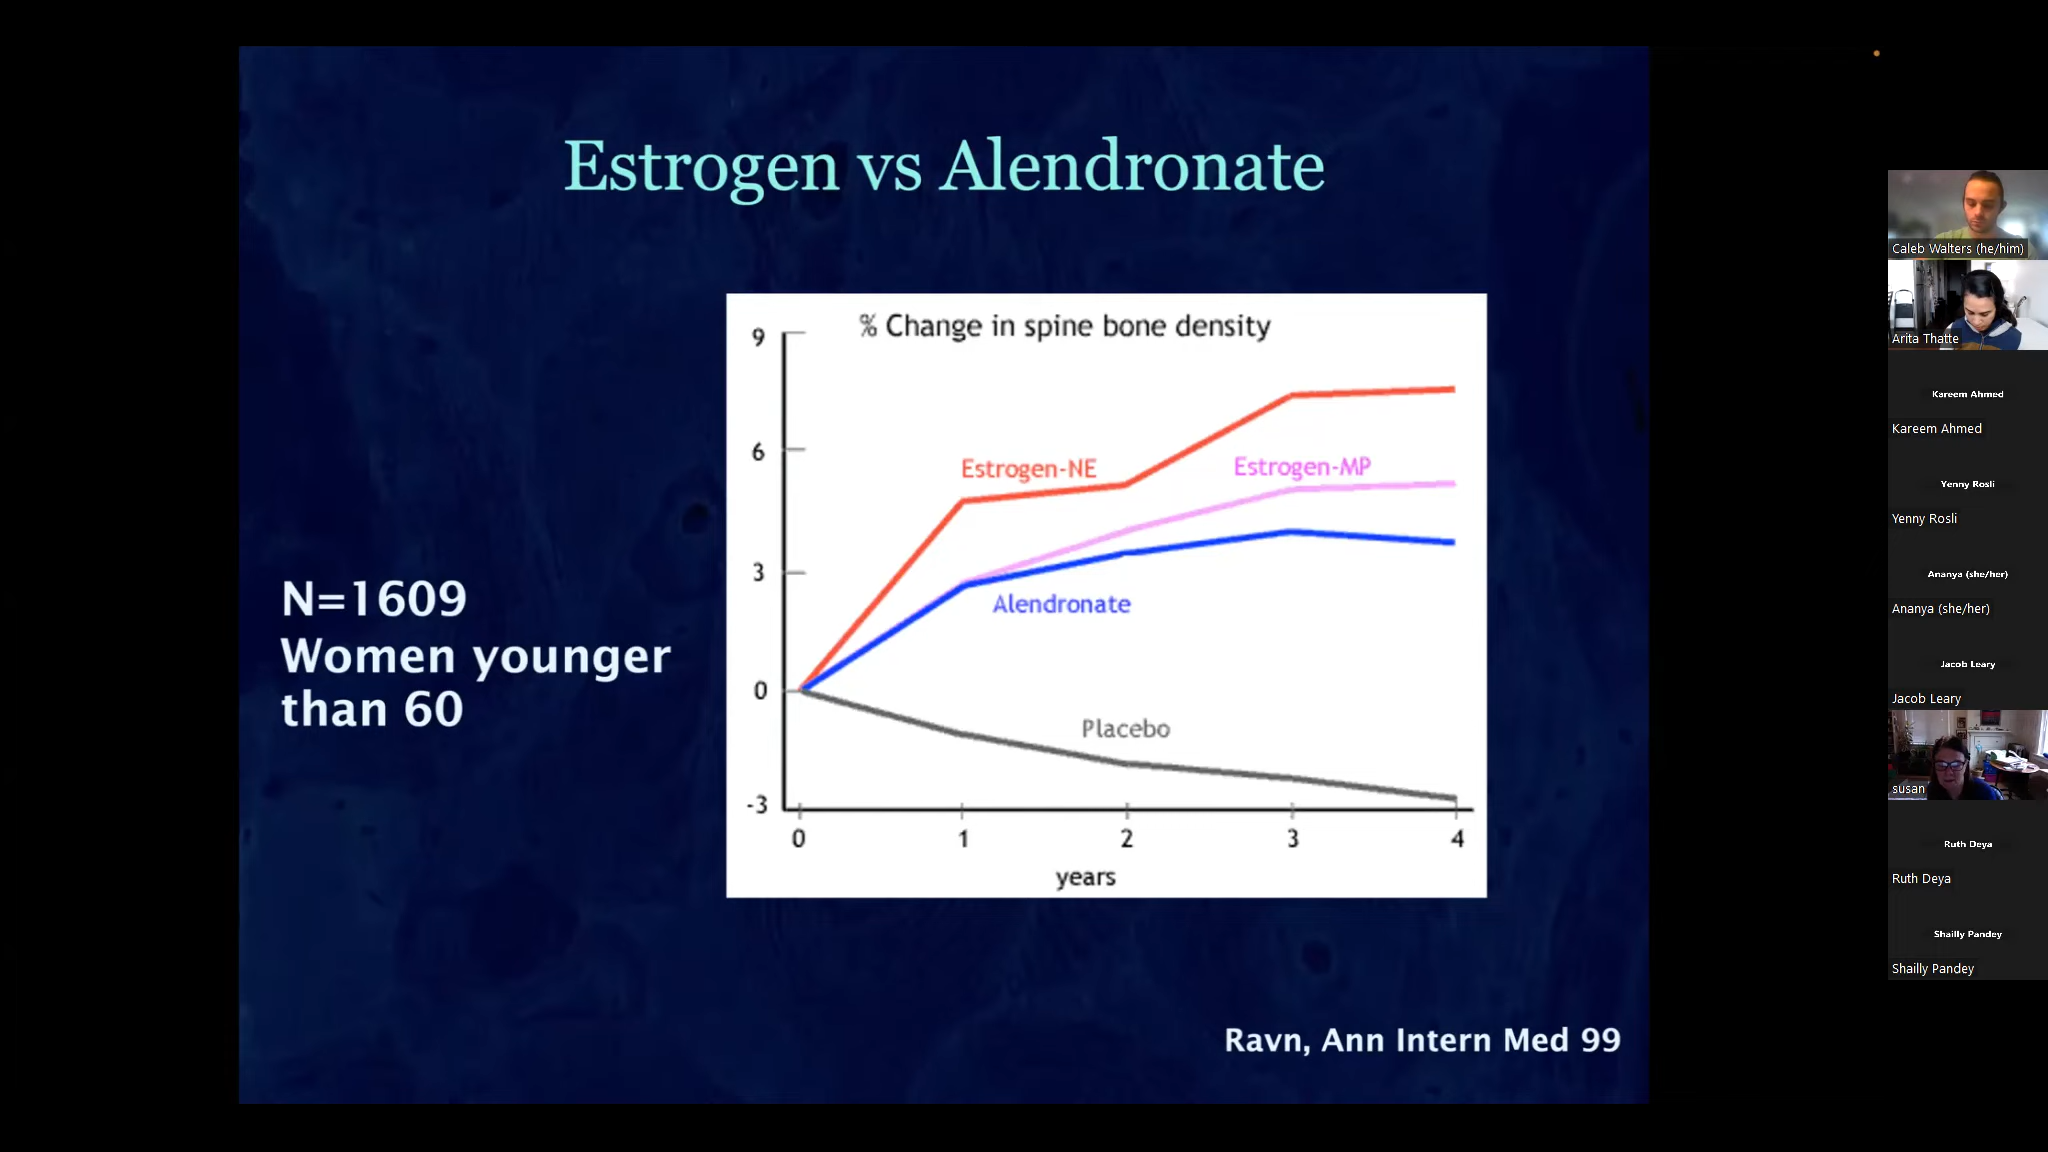 Estrogen vs Alendronate
% Change in spine bone density
9
6
3
0
-3
Estrogen-NE
Estrogen-MP
Alendronate
Placebo
0 1 2 3 4
years
N=1609
Women younger
than 60
Ravn, Ann Intern Med 99
Caleb Walters (he/him)
Arita Thatte
Kareem Ahmed
Kareem Ahmed
Yenny Rosli
Yenny Rosli
Ananya (she/her)
Ananya (she/her)
Jacob Leary
Jacob Leary
susan
Ruth Deya
Ruth Deya
Shailly Pandey
Shailly Pandey